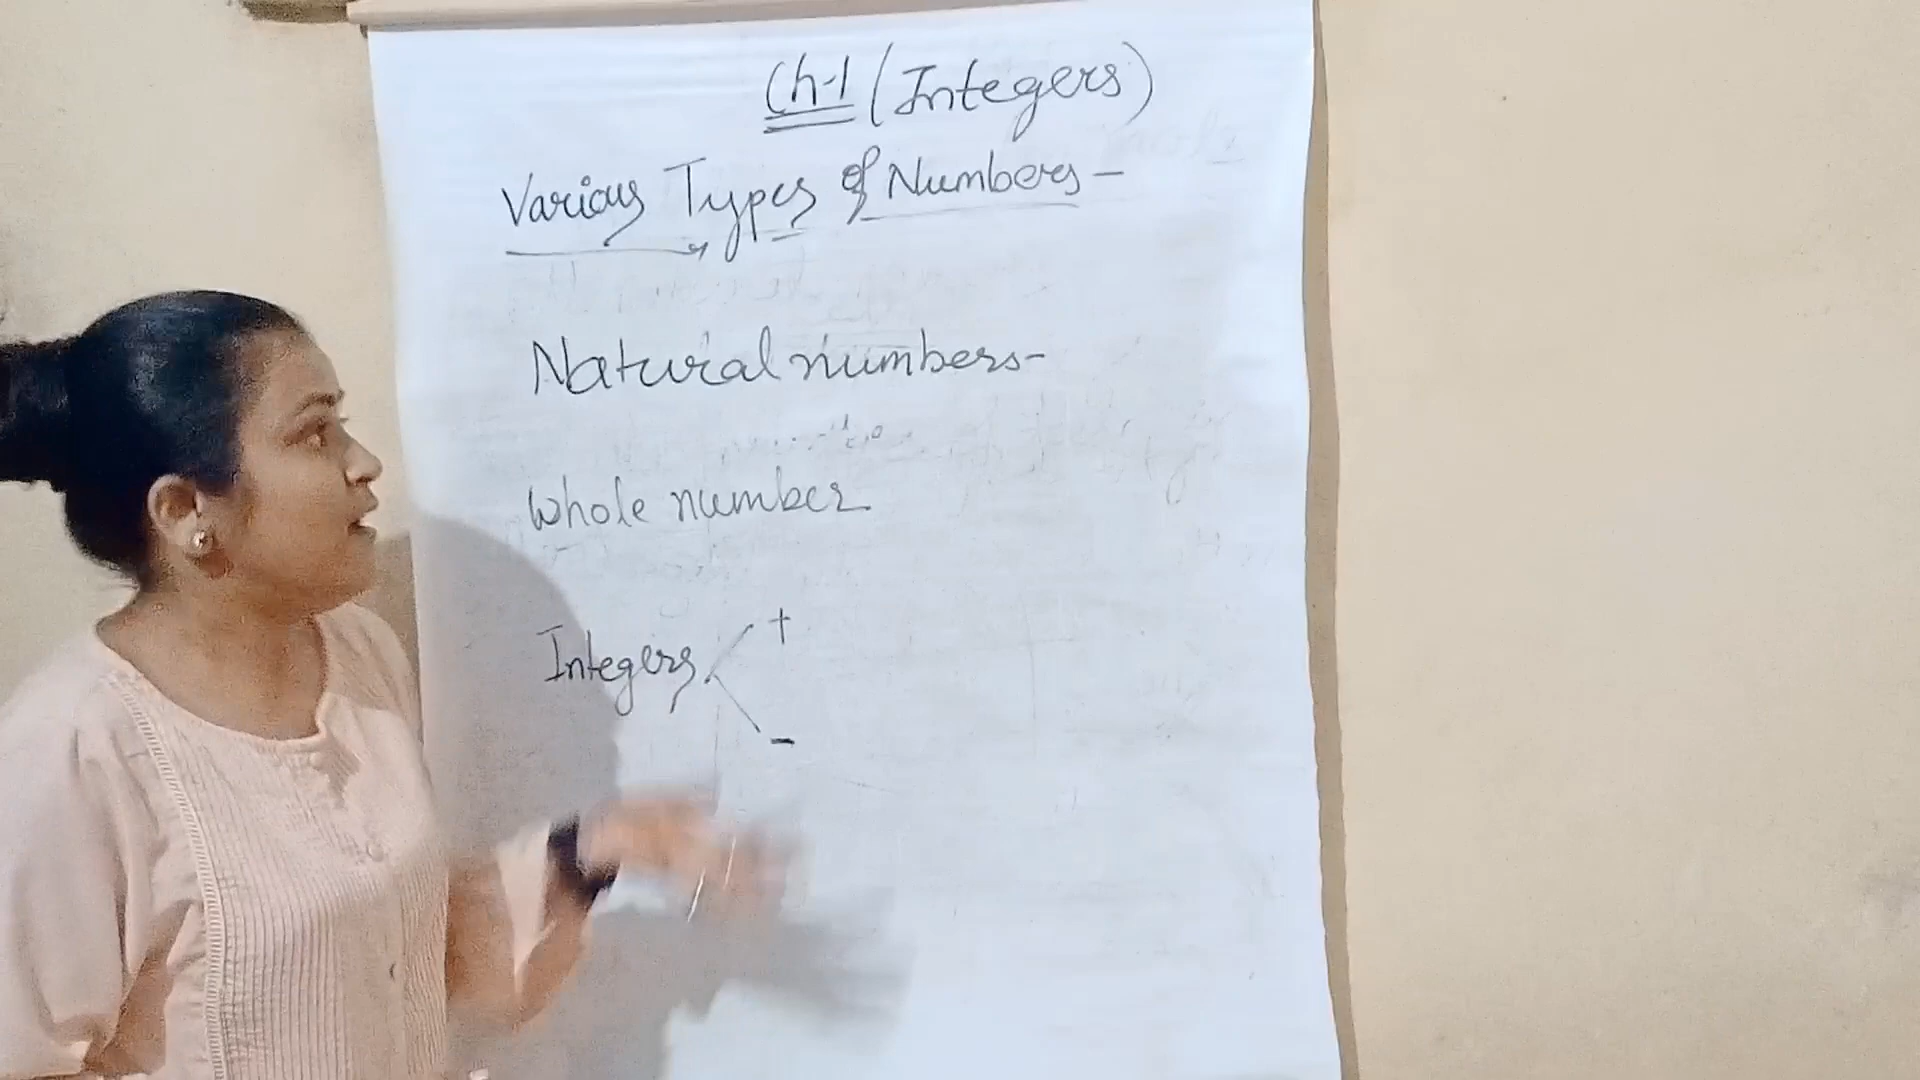 Ch-1 (Integers)
Various Types of Numbers -
Natural numbers-
Whole number
Integers +
-